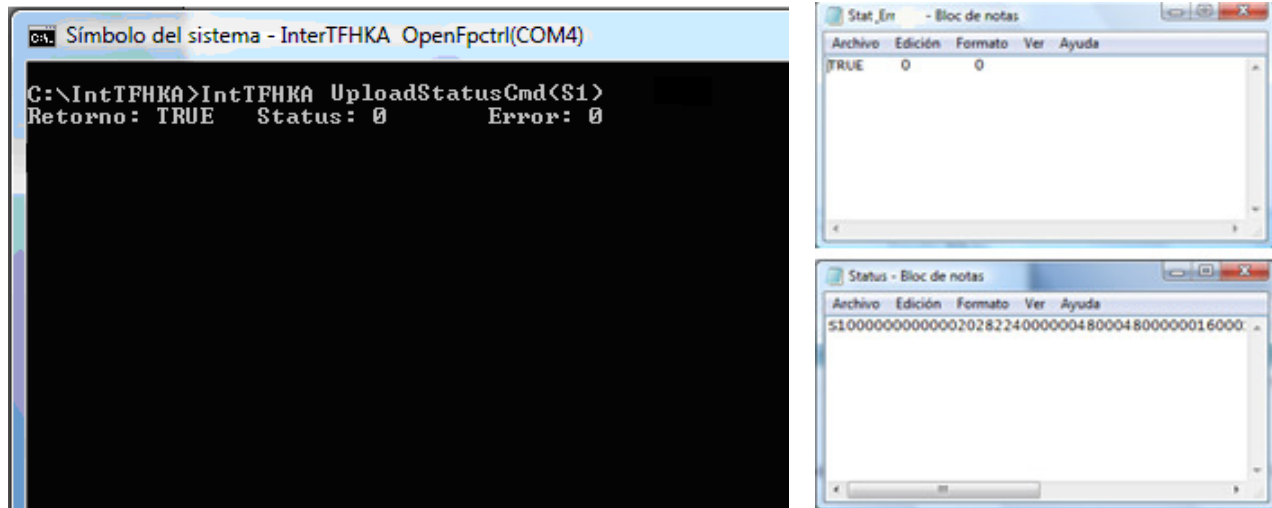 Símbolo del sistema - InterTFHKA OpenFpctrl(COM4)
C:\IntTFHKA>IntTFHKA UploadStatusCmd(S1)
Retorno: TRUE Status: 0 Error: 0
Stat_Err - Bloc de notas
Archivo Edición Formato Ver Ayuda
TRUE 0 0
Status - Bloc de notas
Archivo Edición Formato Ver Ayuda
S10000000000002028224000000480004800000016000